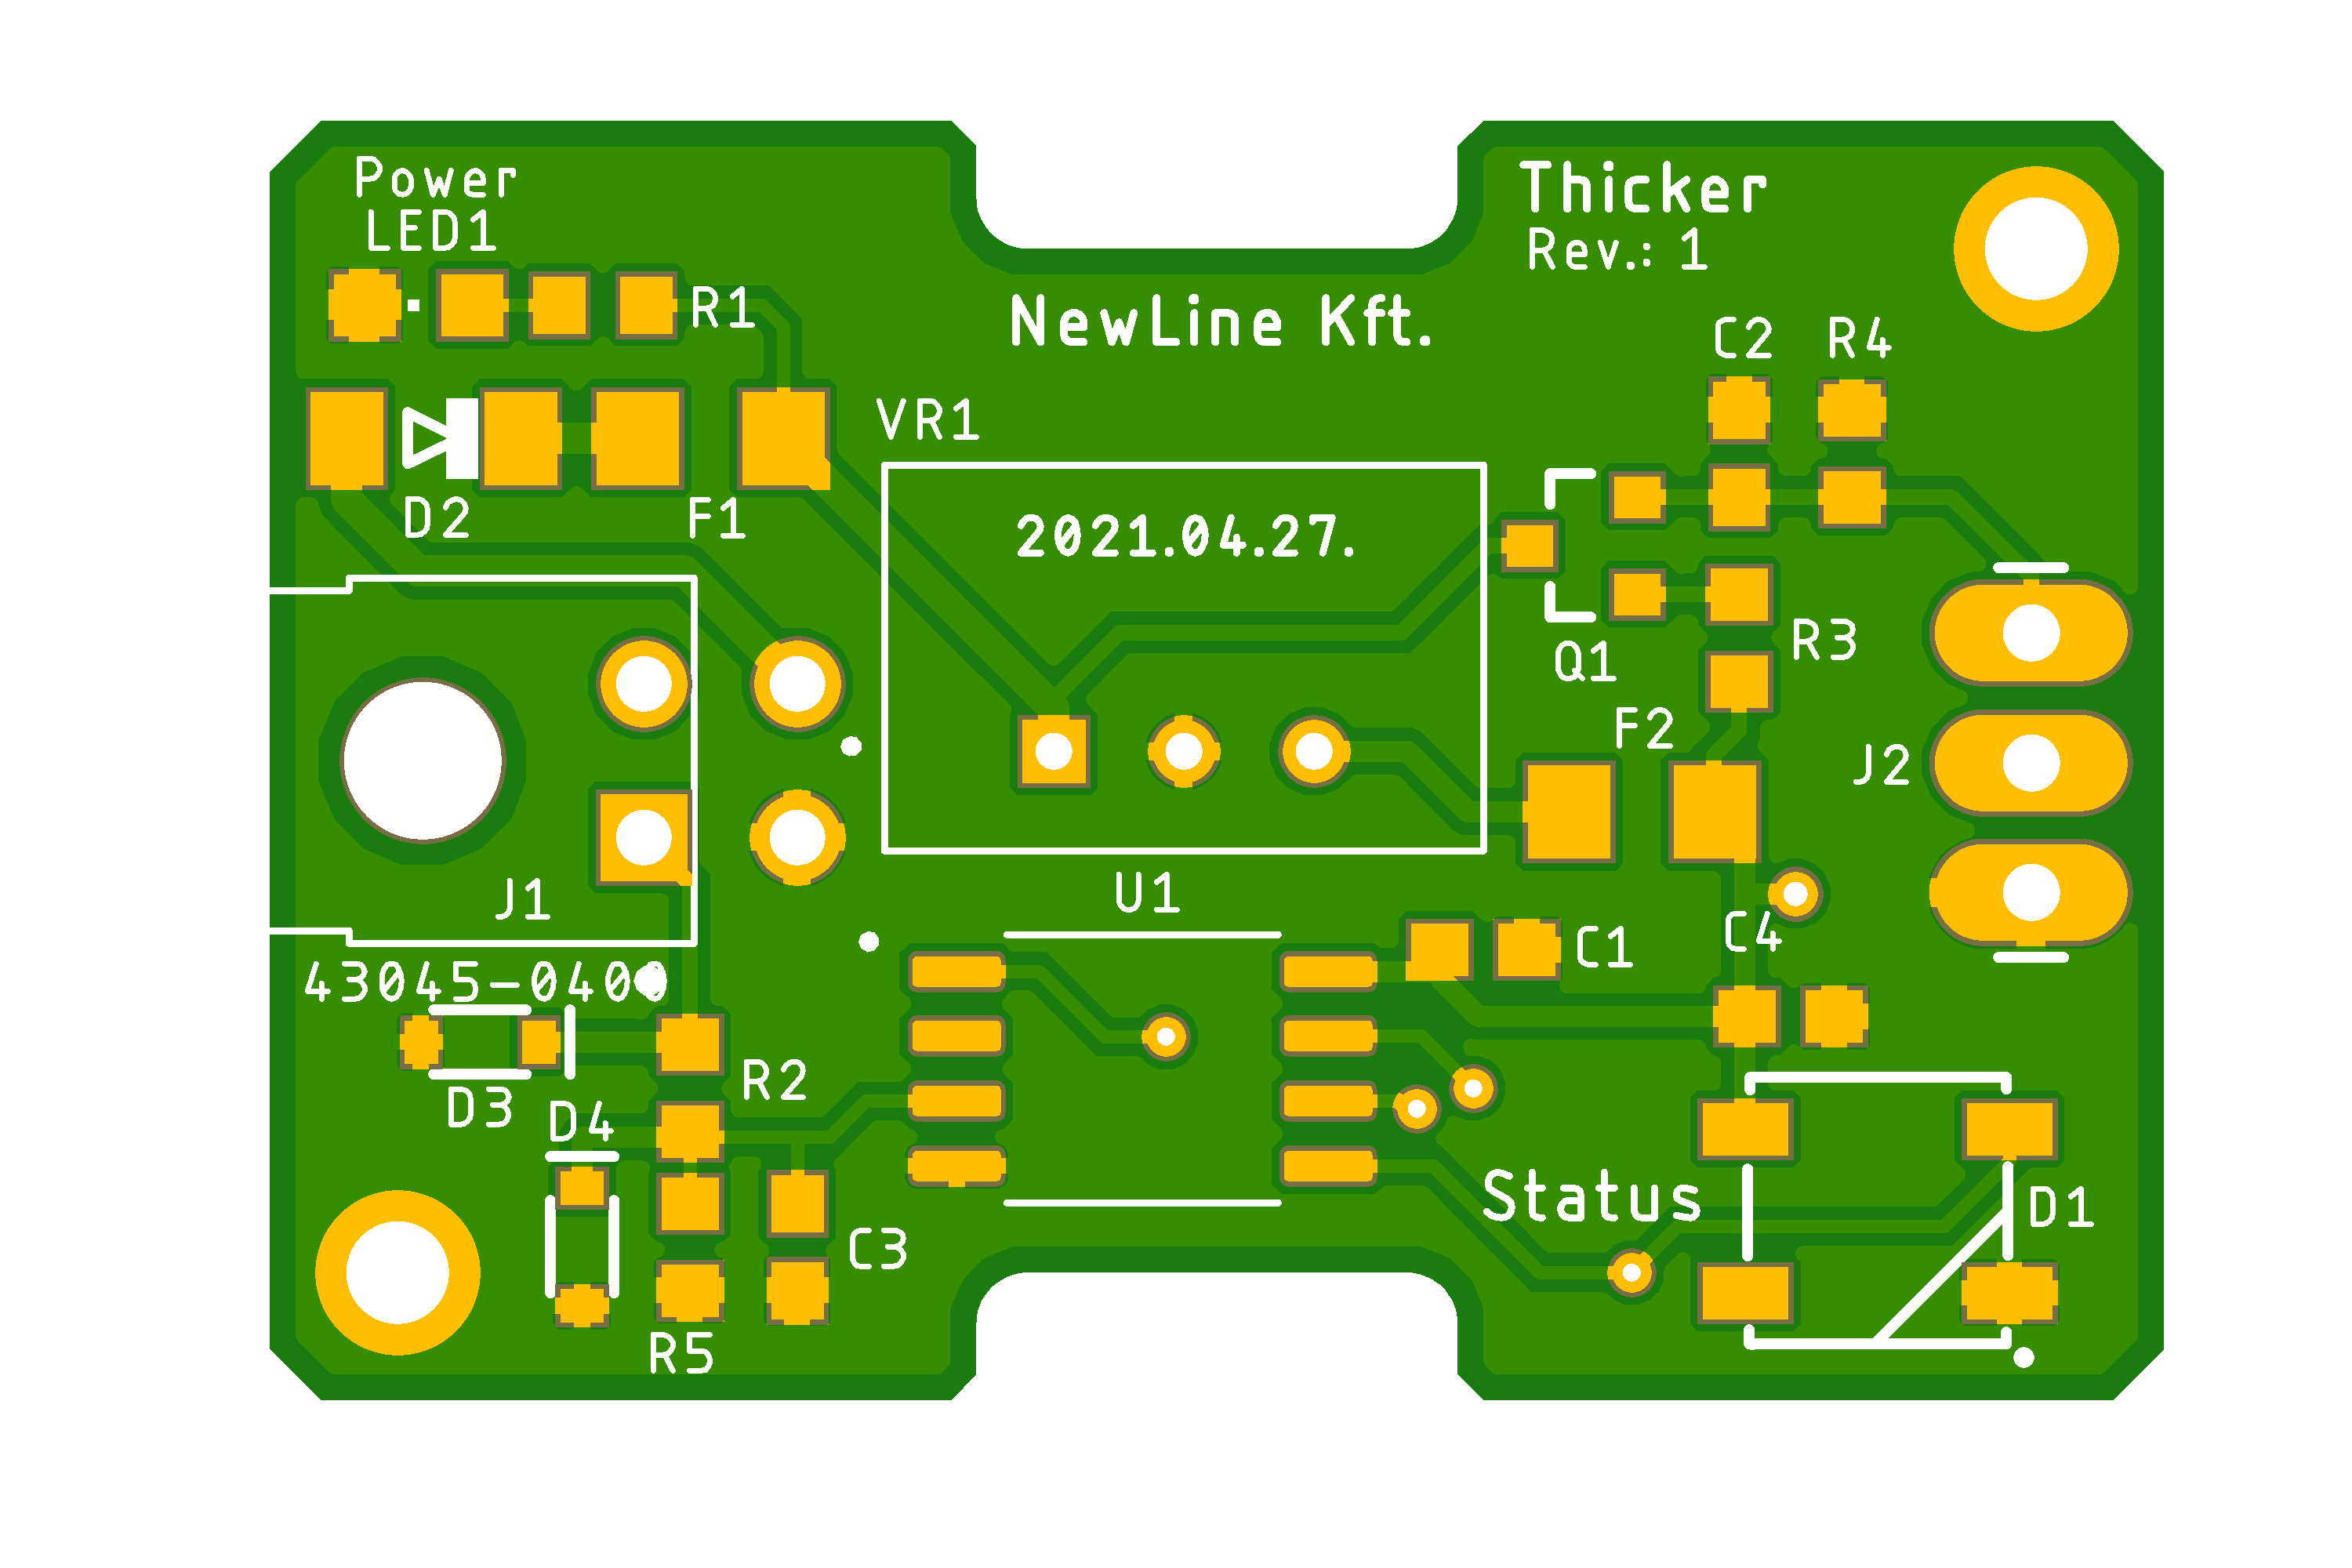 Power
LED1
Thicker
Rev.: 1
R1
NewLine Kft.
C2
R4
VR1
D2
F1
2021.04.27.
R3
Q1
F2
J2
J1
U1
C4
C1
43045-0400
R2
D3
D4
Status
D1
C3
R5